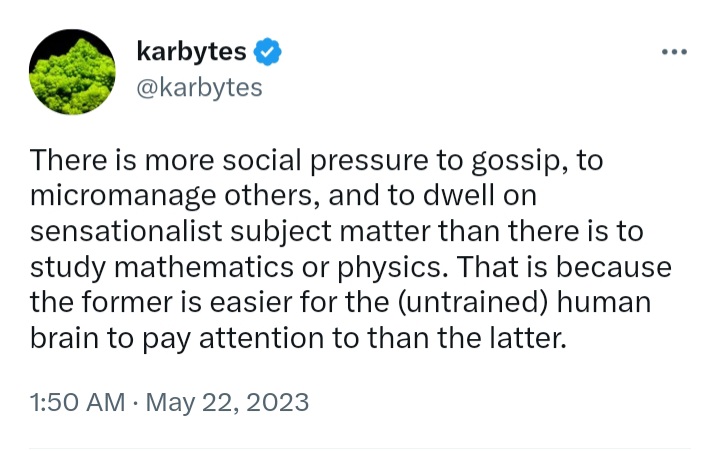 karbytes
@karbytes
There is more social pressure to gossip, to
micromanage others, and to dwell on
sensationalist subject matter than there is to
study mathematics or physics. That is because
the former is easier for the (untrained) human
brain to pay attention to than the latter.
1:50 AM · May 22, 2023